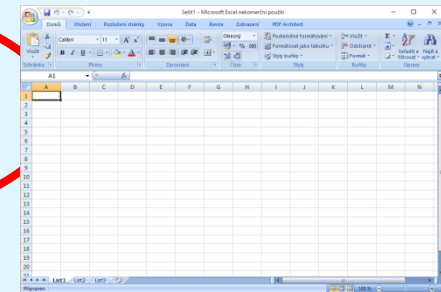 Sešit1 - Microsoft Excel nekomerční použití
Domů Vložení Rozložení stránky Vzorce Data Revize Zobrazení PDF Architect
Vložit
Calibri 11
Obecný
% 000
Podmíněné formátování
Formátovat jako tabulku
Styly buňky
Vložit
Odstranit
Formát
Seřadit a filtrovat
Najít a vybrat
Schránka Písmo Zarovnání Číslo Styly Buňky Úpravy
A1 fx
A B C D E F G H I J K L M N
1
2
3
4
5
6
7
8
9
10
11
12
13
14
15
16
17
18
19
20
List1 List2 List3
Připraven 100 %